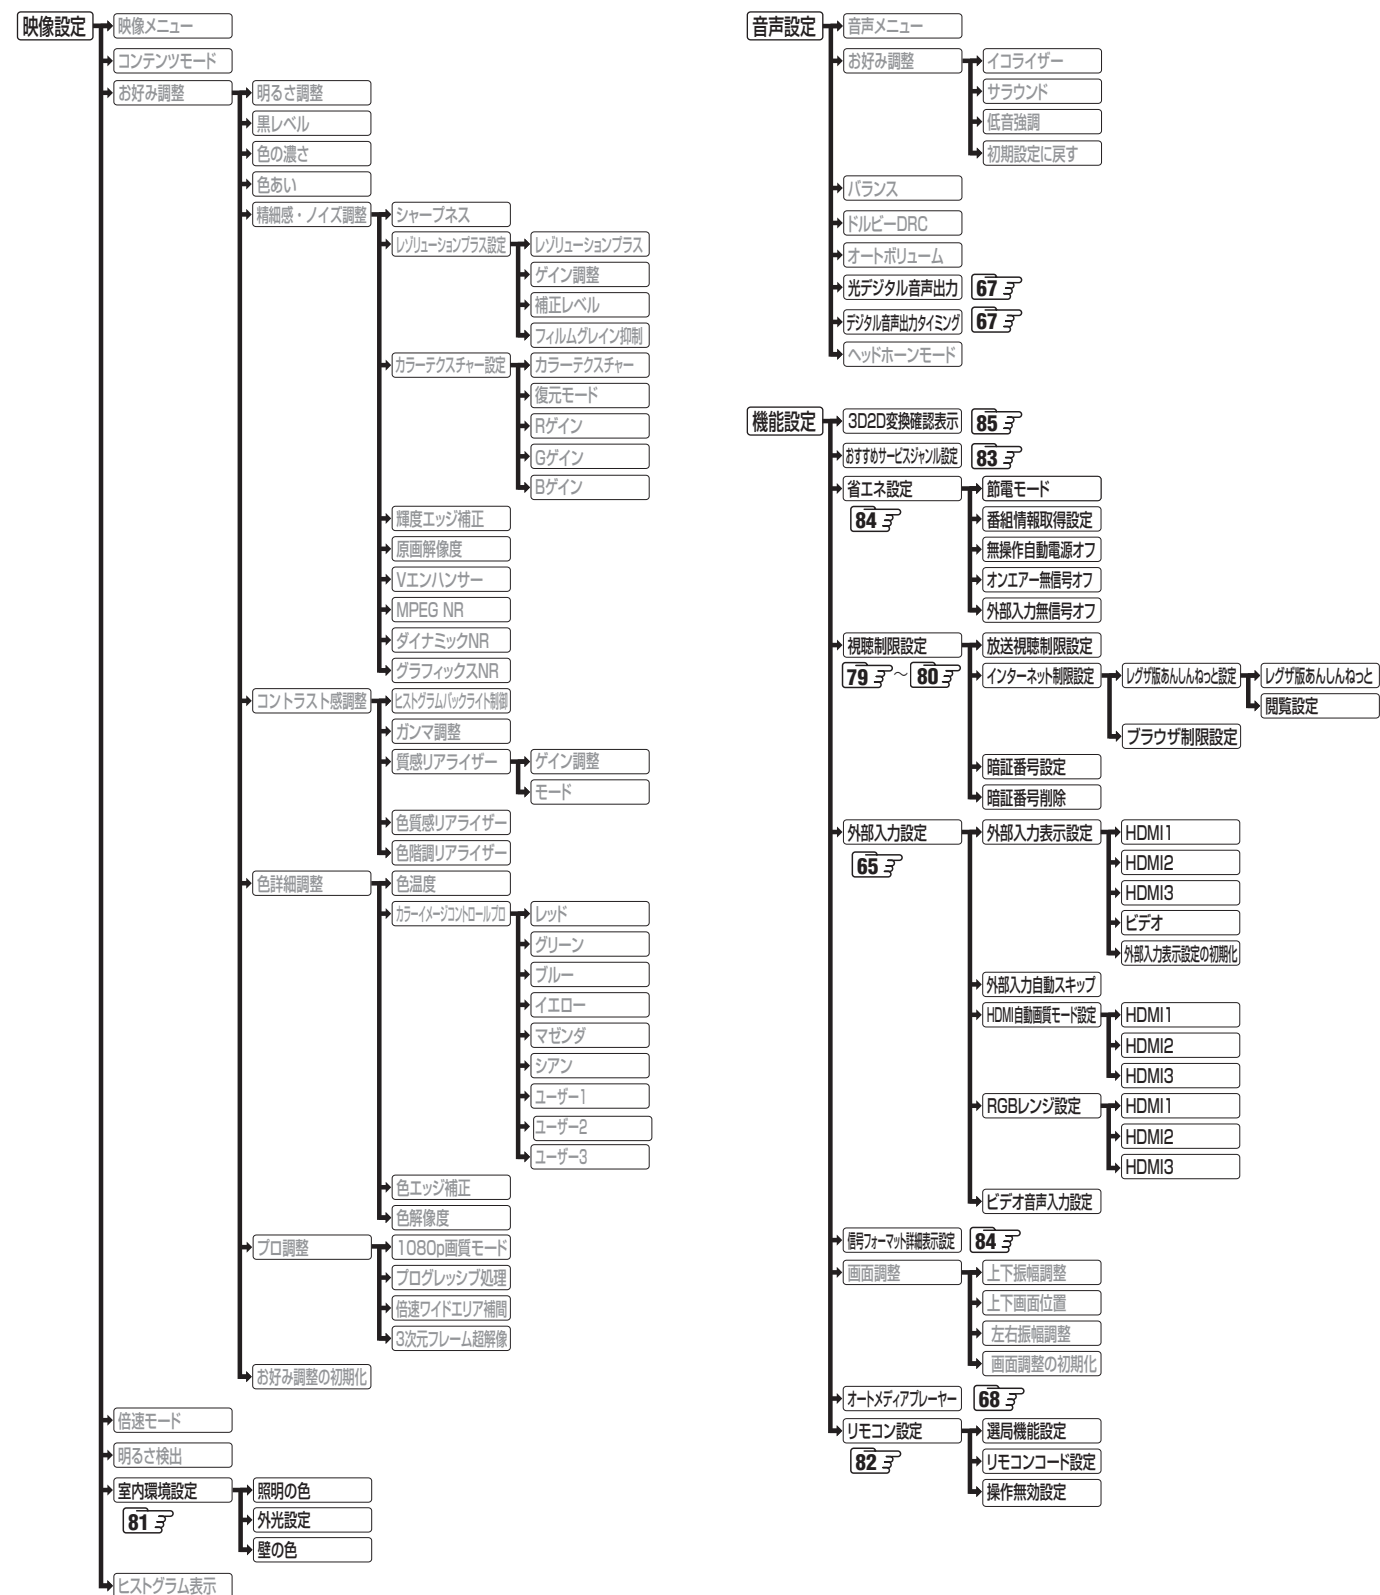 映像設定
映像メニュー
コンテンツモード
お好み調整
明るさ調整
黒レベル
色の濃さ
色あい
精細感・ノイズ調整
シャープネス
レゾリューションプラス設定
レゾリューションプラス
ゲイン調整
補正レベル
フィルムグレイン抑制
カラーテクスチャー設定
カラーテクスチャー
復元モード
Rゲイン
Gゲイン
Bゲイン
輝度エッジ補正
原画解像度
Vエンハンサー
MPEG NR
ダイナミックNR
グラフィックスNR
コントラスト感調整
ヒストグラムバックライト制御
ガンマ調整
質感リアライザー
ゲイン調整
モード
色質感リアライザー
色階調リアライザー
色詳細調整
色温度
カラーイメージコントロールプロ
レッド
グリーン
ブルー
イエロー
マゼンダ
シアン
ユーザー1
ユーザー2
ユーザー3
色エッジ補正
色解像度
プロ調整
1080p画質モード
プログレッシブ処理
倍速ワイドエリア補間
3次元フレーム超解像
お好み調整の初期化
倍速モード
明るさ検出
室内環境設定
81
照明の色
外光設定
壁の色
ヒストグラム表示
音声設定
音声メニュー
お好み調整
イコライザー
サラウンド
低音強調
初期設定に戻す
バランス
ドルビーDRC
オートボリューム
光デジタル音声出力 67
デジタル音声出力タイミング 67
ヘッドホーンモード
機能設定
3D2D変換確認表示 85
おすすめサービスジャンル設定 83
省エネ設定
84
節電モード
番組情報取得設定
無操作自動電源オフ
オンエアー無信号オフ
外部入力無信号オフ
視聴制限設定
79～80
放送視聴制限設定
インターネット制限設定
レグザ版あんしんねっと設定
レグザ版あんしんねっと
閲覧設定
ブラウザ制限設定
暗証番号設定
暗証番号削除
外部入力設定
65
外部入力表示設定
HDMI1
HDMI2
HDMI3
ビデオ
外部入力表示設定の初期化
外部入力自動スキップ
HDMI自動画質モード設定
HDMI1
HDMI2
HDMI3
RGBレンジ設定
HDMI1
HDMI2
HDMI3
ビデオ音声入力設定
信号フォーマット詳細表示設定 84
画面調整
上下振幅調整
上下画面位置
左右振幅調整
画面調整の初期化
オートメディアプレーヤー 68
リモコン設定
82
選局機能設定
リモコンコード設定
操作無効設定